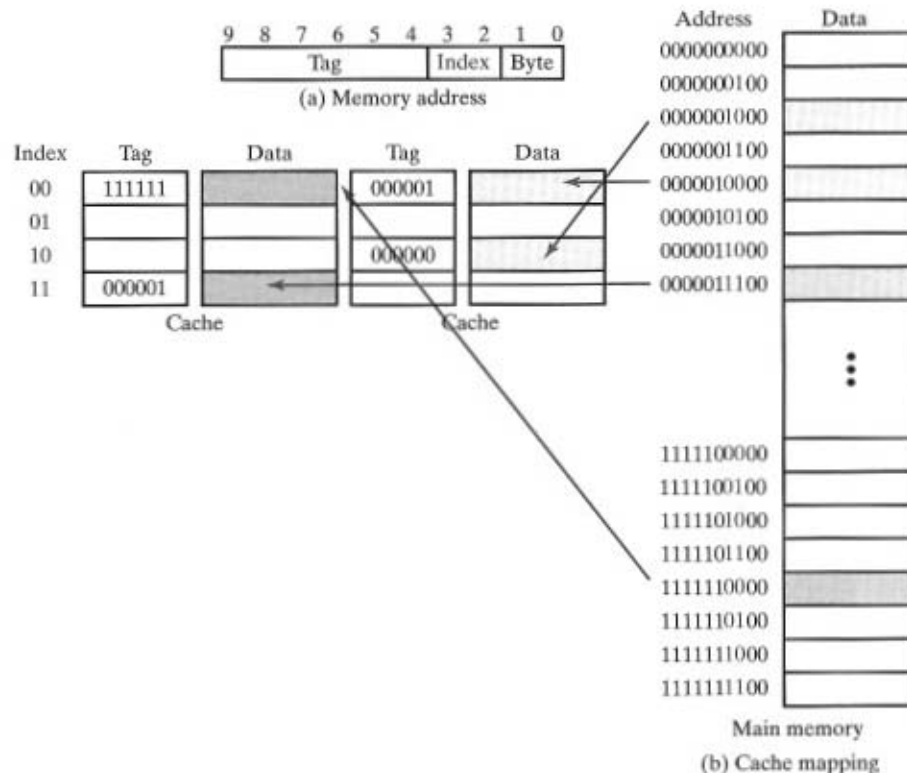 9 8 7 6 5 4 3 2 1 0
Tag Index Byte
(a) Memory address
Index Tag Data Tag Data
00 111111 000001
01
10 000000
11 000001
Cache Cache
Address Data
0000000000
0000000100
0000001000
0000001100
0000010000
0000010100
0000011000
0000011100
1111100000
1111100100
1111101000
1111101100
1111110000
1111110100
1111111000
1111111100
Main memory
(b) Cache mapping